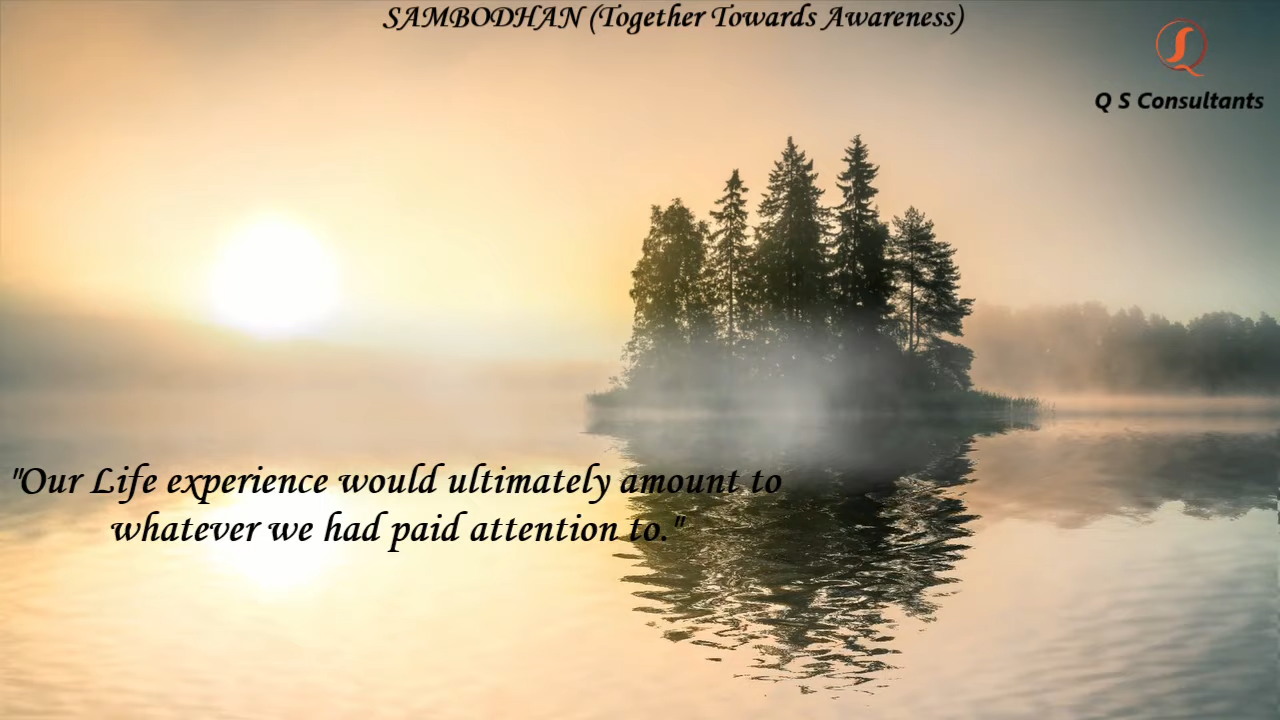 SAMBODHAN (Together Towards Awareness)
Q S Consultants
"Our Life experience would ultimately amount to
whatever we had paid attention to."